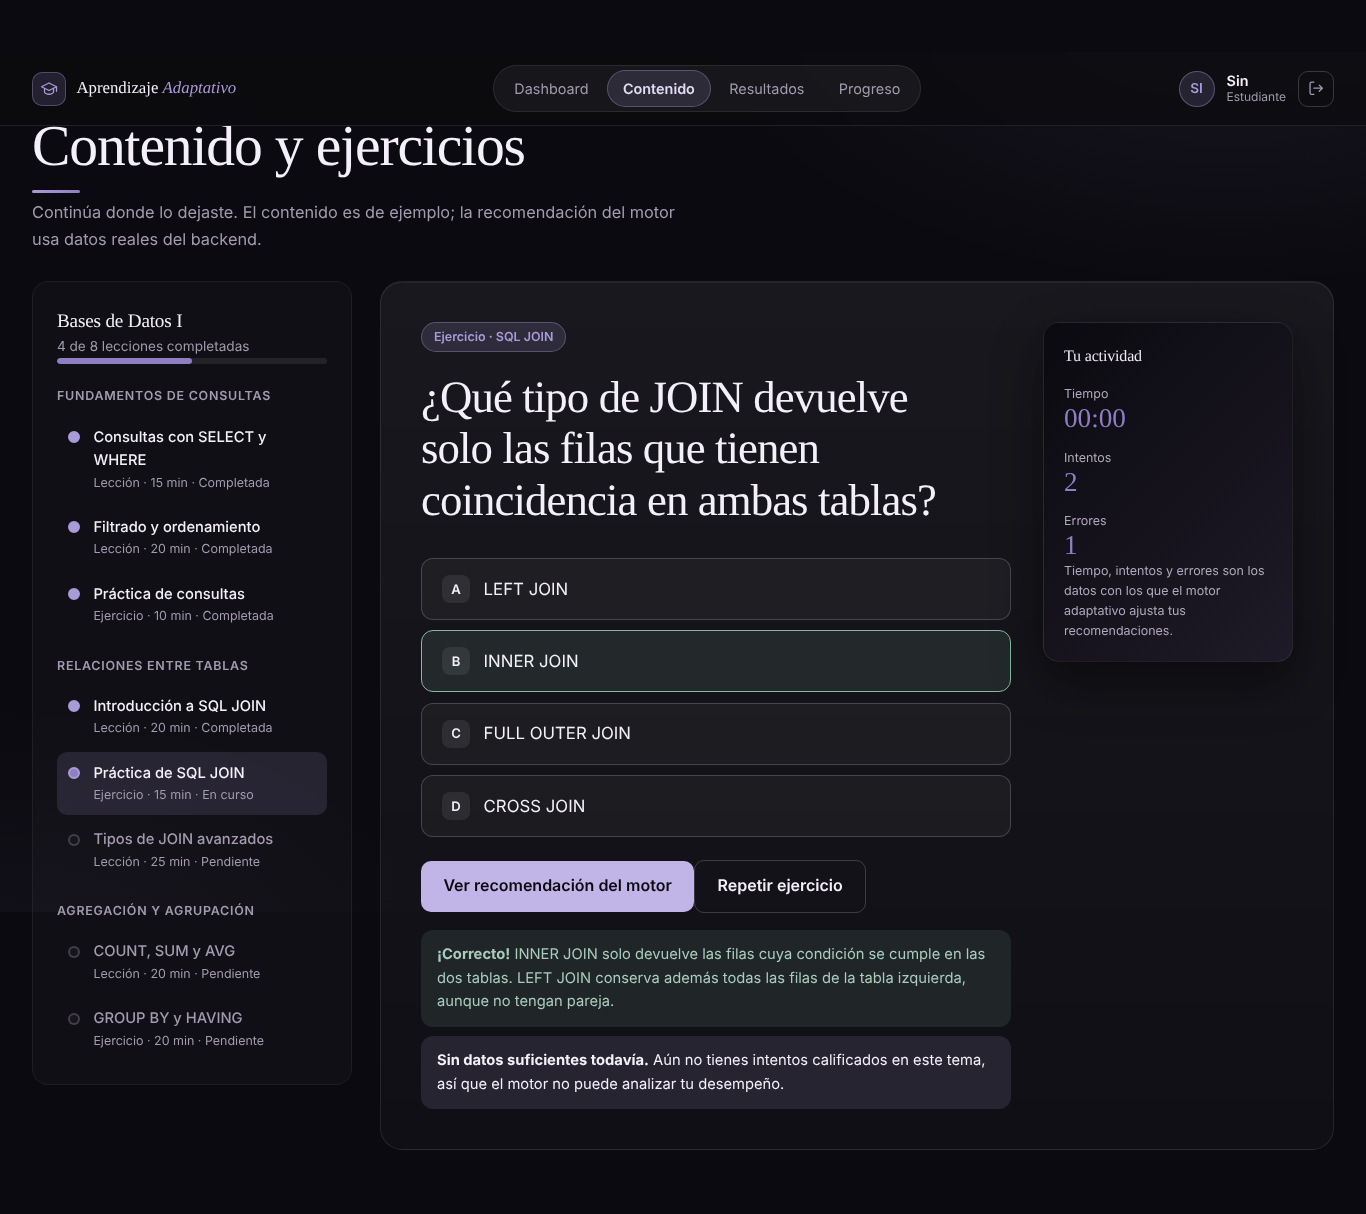 Aprendizaje Adaptativo
Dashboard
Contenido
Resultados
Progreso
SI
Sin
Estudiante
Contenido y ejercicios
Continúa donde lo dejaste. El contenido es de ejemplo; la recomendación del motor
usa datos reales del backend.
Bases de Datos I
4 de 8 lecciones completadas
FUNDAMENTOS DE CONSULTAS
Consultas con SELECT y
WHERE
Lección · 15 min · Completada
Filtrado y ordenamiento
Lección · 20 min · Completada
Práctica de consultas
Ejercicio · 10 min · Completada
RELACIONES ENTRE TABLAS
Introducción a SQL JOIN
Lección · 20 min · Completada
Práctica de SQL JOIN
Ejercicio · 15 min · En curso
Tipos de JOIN avanzados
Lección · 25 min · Pendiente
AGREGACIÓN Y AGRUPACIÓN
COUNT, SUM y AVG
Lección · 20 min · Pendiente
GROUP BY y HAVING
Ejercicio · 20 min · Pendiente
Ejercicio · SQL JOIN
¿Qué tipo de JOIN devuelve
solo las filas que tienen
coincidencia en ambas tablas?
A LEFT JOIN
B INNER JOIN
C FULL OUTER JOIN
D CROSS JOIN
Ver recomendación del motor
Repetir ejercicio
¡Correcto! INNER JOIN solo devuelve las filas cuya condición se cumple en las
dos tablas. LEFT JOIN conserva además todas las filas de la tabla izquierda,
aunque no tengan pareja.
Sin datos suficientes todavía. Aún no tienes intentos calificados en este tema,
así que el motor no puede analizar tu desempeño.
Tu actividad
Tiempo
00:00
Intentos
2
Errores
1
Tiempo, intentos y errores son los
datos con los que el motor
adaptativo ajusta tus
recomendaciones.